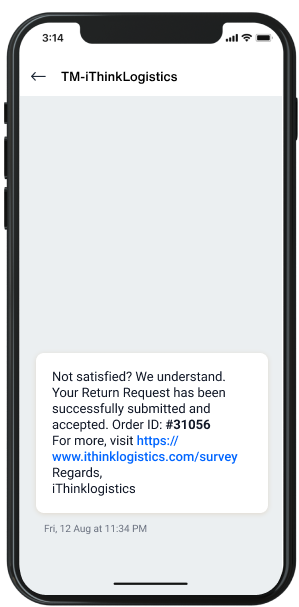 3:14
TM-iThinkLogistics
Not satisfied? We understand.
Your Return Request has been
successfully submitted and
accepted. Order ID: #31056
For more, visit https://
www.ithinklogistics.com/survey
Regards,
iThinklogistics
Fri, 12 Aug at 11:34 PM